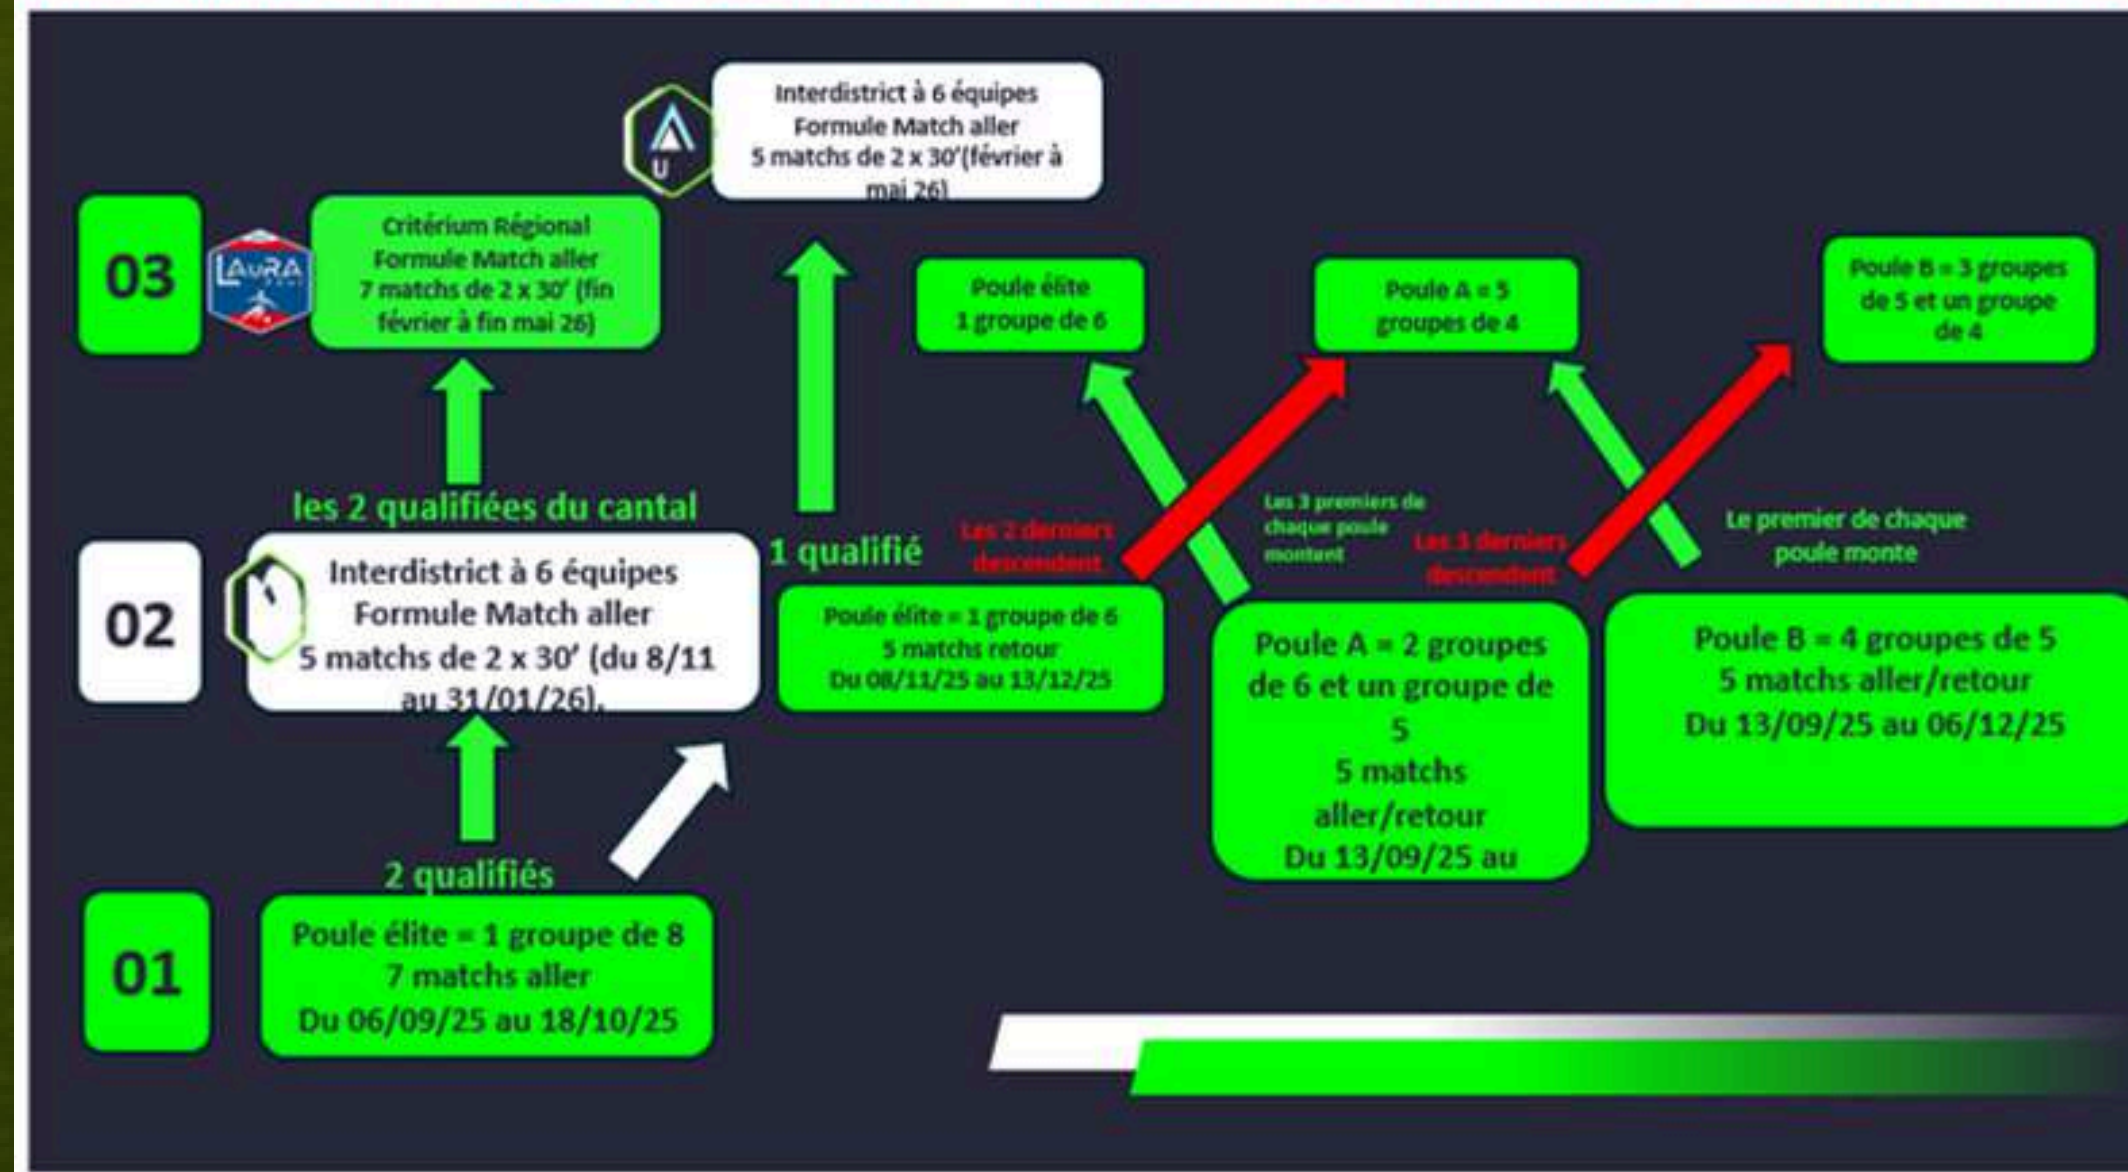 Interdistrict à 6 équipes
Formule Match aller
5 matchs de 2 x 30'(février à
mai 26)
U
03
LAuRA
Critérium Régional
Formule Match aller
7 matchs de 2 x 30' (fin
février à fin mai 26)
Poule élite
1 groupe de 6
Poule A = 5
groupes de 4
Poule B = 3 groupes
de 5 et un groupe
de 4
les 2 qualifiées du cantal
1 qualifié
Les 2 derniers
descendent
Les 3 premiers de
chaque poule
montent
Les 3 derniers
descendent
Le premier de chaque
poule monte
02
Interdistrict à 6 équipes
Formule Match aller
5 matchs de 2 x 30' (du 8/11
au 31/01/26).
Poule élite = 1 groupe de 6
5 matchs retour
Du 08/11/25 au 13/12/25
Poule A = 2 groupes
de 6 et un groupe de
5
5 matchs
aller/retour
Du 13/09/25 au
Poule B = 4 groupes de 5
5 matchs aller/retour
Du 13/09/25 au 06/12/25
2 qualifiés
01
Poule élite = 1 groupe de 8
7 matchs aller
Du 06/09/25 au 18/10/25